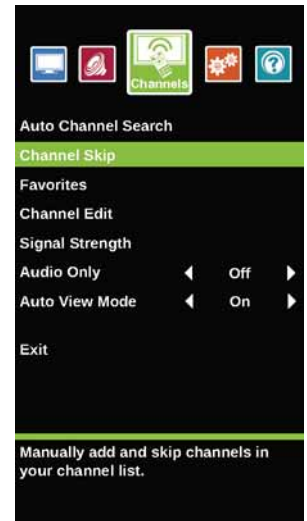 Channels
Auto Channel Search
Channel Skip
Favorites
Channel Edit
Signal Strength
Audio Only Off
Auto View Mode On
Exit
Manually add and skip channels in
your channel list.